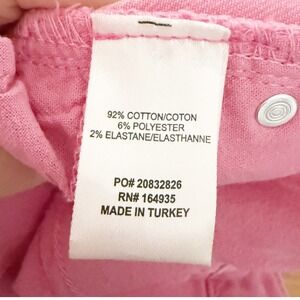 92% COTTON/COTON
6% POLYESTER
2% ELASTANE/ELASTHANNE
PO# 20832826
RN# 164935
MADE IN TURKEY